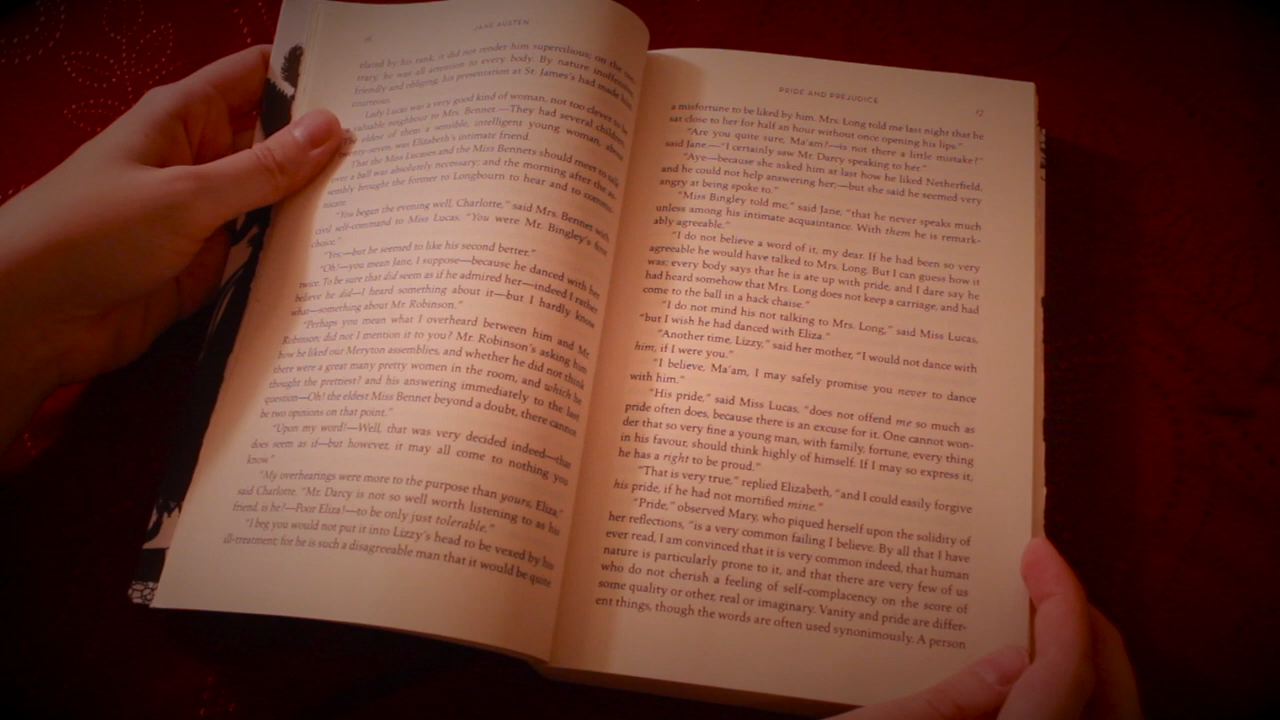 JANE AUSTEN
elated by his rank, it did not render him supercilious; on the con-
trary, he was all attention to every body. By nature inoffensive,
friendly and obliging, his presentation at St. James's had made him
courteous.
Lady Lucas was a very good kind of woman, not too clever to be
valuable neighbour to Mrs. Bennet.—They had several children.
The eldest of them a sensible, intelligent young woman, about
twenty-seven, was Elizabeth's intimate friend.
That the Miss Lucases and the Miss Bennets should meet to talk
over a ball was absolutely necessary; and the morning after the as-
sembly brought the former to Longbourn to hear and to commu-
nicate.
"You began the evening well, Charlotte," said Mrs. Bennet with
civil self-command to Miss Lucas. "You were Mr. Bingley's first
choice."
"Yes;—but he seemed to like his second better."
"Oh!—you mean Jane, I suppose—because he danced with her
twice. To be sure that did seem as if he admired her—indeed I rather
believe he did—I heard something about it—but I hardly know
what—something about Mr. Robinson."
"Perhaps you mean what I overheard between him and Mr.
Robinson; did not I mention it to you? Mr. Robinson's asking him
how he liked our Meryton assemblies, and whether he did not think
there were a great many pretty women in the room, and which he
thought the prettiest? and his answering immediately to the last
question—Oh! the eldest Miss Bennet beyond a doubt, there cannot
be two opinions on that point."
"Upon my word!—Well, that was very decided indeed—that
does seem as if—but however, it may all come to nothing you
know."
"My overhearings were more to the purpose than yours, Eliza,"
said Charlotte. "Mr. Darcy is not so well worth listening to as his
friend, is he?—Poor Eliza!—to be only just tolerable."
"I beg you would not put it into Lizzy's head to be vexed by his
ill-treatment; for he is such a disagreeable man that it would be quite
PRIDE AND PREJUDICE
17
a misfortune to be liked by him. Mrs. Long told me last night that he
sat close to her for half an hour without once opening his lips."
"Are you quite sure, Ma'am?—is not there a little mistake?"
said Jane.—"I certainly saw Mr. Darcy speaking to her."
"Aye—because she asked him at last how he liked Netherfield,
and he could not help answering her;—but she said he seemed very
angry at being spoke to."
"Miss Bingley told me," said Jane, "that he never speaks much
unless among his intimate acquaintance. With them he is remark-
ably agreeable."
"I do not believe a word of it, my dear. If he had been so very
agreeable he would have talked to Mrs. Long. But I can guess how it
was; every body says that he is ate up with pride, and I dare say he
had heard somehow that Mrs. Long does not keep a carriage, and had
come to the ball in a hack chaise."
"I do not mind his not talking to Mrs. Long," said Miss Lucas,
"but I wish he had danced with Eliza."
"Another time, Lizzy," said her mother, "I would not dance with
him, if I were you."
"I believe, Ma'am, I may safely promise you never to dance
with him."
"His pride," said Miss Lucas, "does not offend me so much as
pride often does, because there is an excuse for it. One cannot won-
der that so very fine a young man, with family, fortune, every thing
in his favour, should think highly of himself. If I may so express it,
he has a right to be proud."
"That is very true," replied Elizabeth, "and I could easily forgive
his pride, if he had not mortified mine."
"Pride," observed Mary, who piqued herself upon the solidity of
her reflections, "is a very common failing I believe. By all that I have
ever read, I am convinced that it is very common indeed, that human
nature is particularly prone to it, and that there are very few of us
who do not cherish a feeling of self-complacency on the score of
some quality or other, real or imaginary. Vanity and pride are differ-
ent things, though the words are often used synonimously. A person